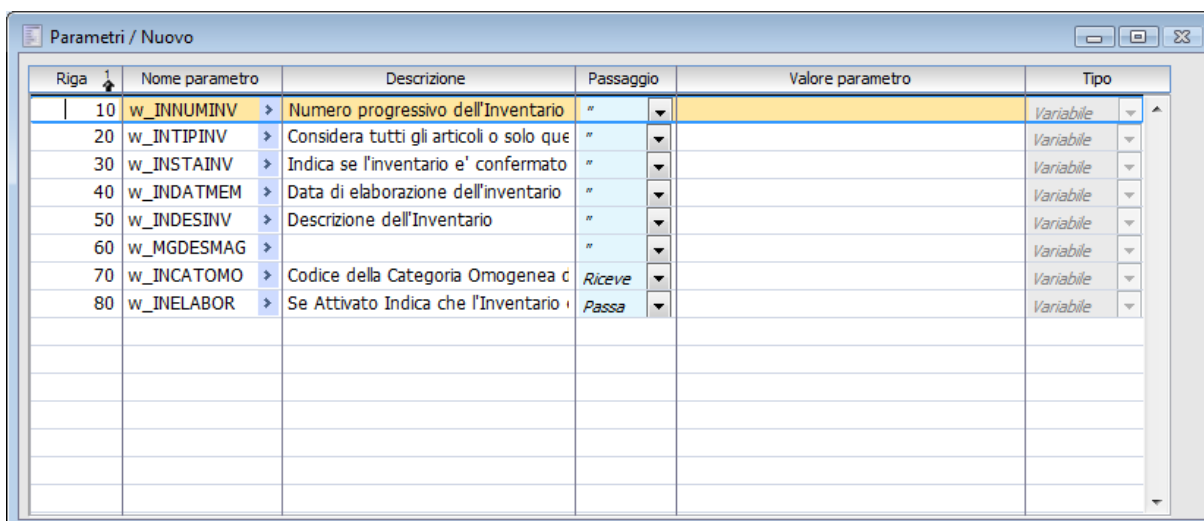 Parametri / Nuovo
Riga 1 Nome parametro Descrizione Passaggio Valore parametro Tipo
10 w_INNUMINV Numero progressivo dell'Inventario " Variabile
20 w_INTIPINV Considera tutti gli articoli o solo que " Variabile
30 w_INSTAINV Indica se l'inventario e' confermato " Variabile
40 w_INDATMEM Data di elaborazione dell'inventario " Variabile
50 w_INDESINV Descrizione dell'Inventario " Variabile
60 w_MGDESMAG " Variabile
70 w_INCATOMO Codice della Categoria Omogenea d Riceve Variabile
80 w_INELABOR Se Attivato Indica che l'Inventario Passa Variabile